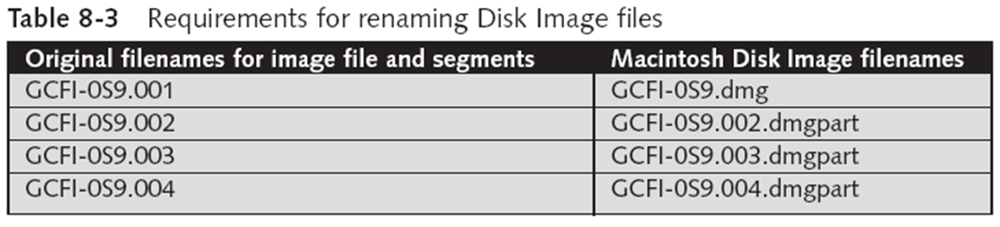 Table 8-3 Requirements for renaming Disk Image files
Original filenames for image file and segments Macintosh Disk Image filenames
GCFI-0S9.001 GCFI-0S9.dmg
GCFI-0S9.002 GCFI-0S9.002.dmgpart
GCFI-0S9.003 GCFI-0S9.003.dmgpart
GCFI-0S9.004 GCFI-0S9.004.dmgpart